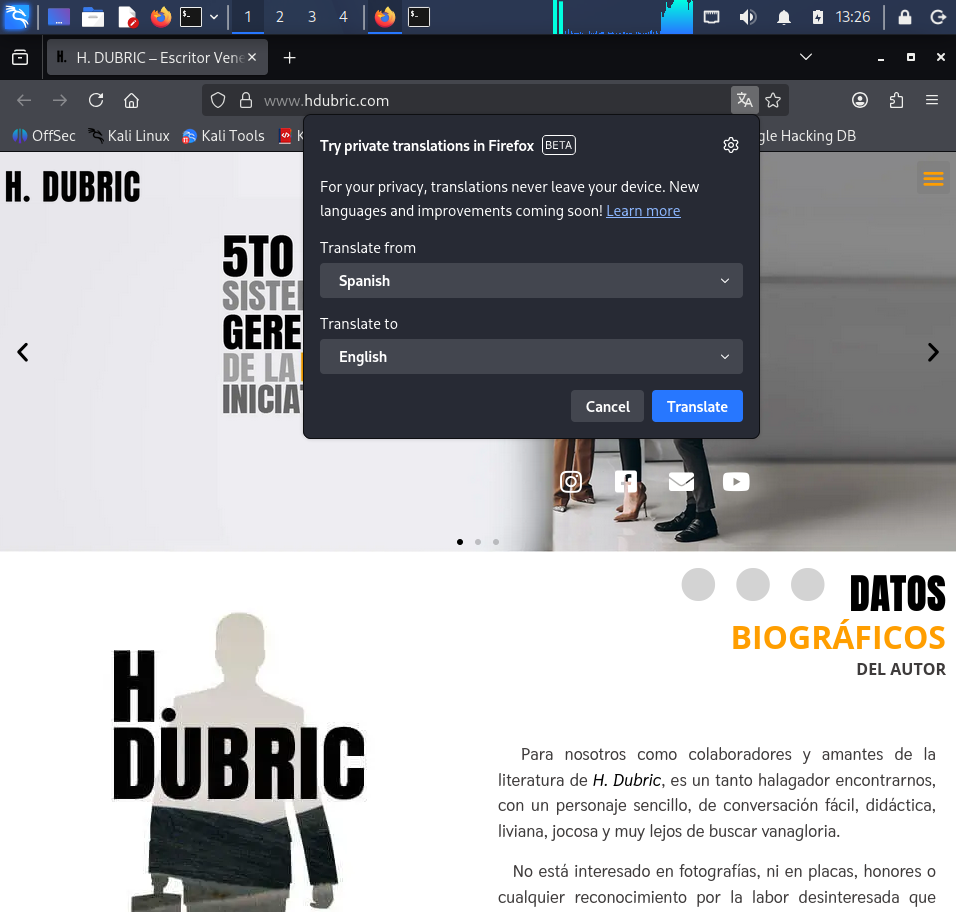 1 2 3 4 13:26
H. DUBRIC – Escritor Vene
www.hdubric.com
OffSec Kali Linux Kali Tools K gle Hacking DB
Try private translations in Firefox BETA
For your privacy, translations never leave your device. New
languages and improvements coming soon! Learn more
Translate from
Spanish
Translate to
English
Cancel Translate
H. DUBRIC
5TO
SISTE
GERE
DE LA
INICIA
DATOS
BIOGRÁFICOS
DEL AUTOR
H.
DUBRIC
Para nosotros como colaboradores y amantes de la
literatura de H. Dubric, es un tanto halagador encontrarnos,
con un personaje sencillo, de conversación fácil, didáctica,
liviana, jocosa y muy lejos de buscar vanagloria.
No está interesado en fotografías, ni en placas, honores o
cualquier reconocimiento por la labor desinteresada que